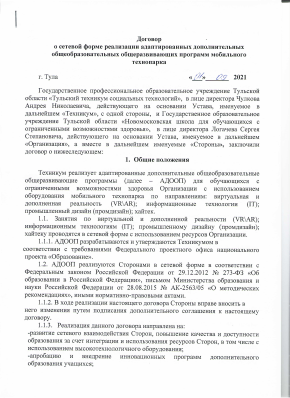 Договор
о сетевой форме реализации адаптированных дополнительных
общеобразовательных общеразвивающих программ мобильного
технопарка
г. Тула « » 2021
Государственное профессиональное образовательное учреждение Тульской
области «Тульский техникум социальных технологий», в лице директора Чулкова
Андрея Николаевича, действующего на основании Устава, именуемого в
дальнейшем «Техникум», с одной стороны, и Государственное образовательное
учреждение Тульской области «Новомосковская школа для обучающихся с
ограниченными возможностями здоровья», в лице директора Логачева Сергея
Степановича, действующего на основании Устава, именуемое в дальнейшем
«Организация», а вместе в дальнейшем именуемые «Стороны», заключили
договор о нижеследующем:
1. Общие положения
Техникум реализует адаптированные дополнительные общеобразовательные
общеразвивающие программы (далее – АДООП) для обучающихся с
ограниченными возможностями здоровья Организации с использованием
оборудования мобильного технопарка по направлениям: виртуальная и
дополненная реальность (VR\AR); информационные технологии (IT);
промышленный дизайн (промдизайн); хайтек.
1.1. Занятия по виртуальной и дополненной реальности (VR\AR);
информационным технологиям (IT); промышленному дизайну (промдизайн);
хайтеку проводятся в сетевой форме с использованием ресурсов Организации.
1.1.1. АДООП разрабатываются и утверждаются Техникумом в
соответствии с требованиями Федерального проектного офиса национального
проекта «Образование».
1.2. АДООП реализуются Сторонами в сетевой форме в соответствии с
Федеральным законом Российской Федерации от 29.12.2012 № 273-ФЗ «Об
образовании в Российской Федерации», письмом Министерства образования и
науки Российской Федерации от 28.08.2015 № АК-2563/05 «О методических
рекомендациях», иными нормативно-правовыми актами.
1.1.2. В ходе реализации настоящего договора Стороны вправе вносить в
него изменения путем подписания дополнительного соглашения к настоящему
договору.
1.1.3. Реализация данного договора направлена на:
-развитие сетевого взаимодействия Сторон, повышение качества и доступности
образования за счет интеграции и использования ресурсов Сторон, в том числе с
использованием высокотехнологичного оборудования;
-апробацию и внедрение инновационных программ дополнительного
образования учащихся;